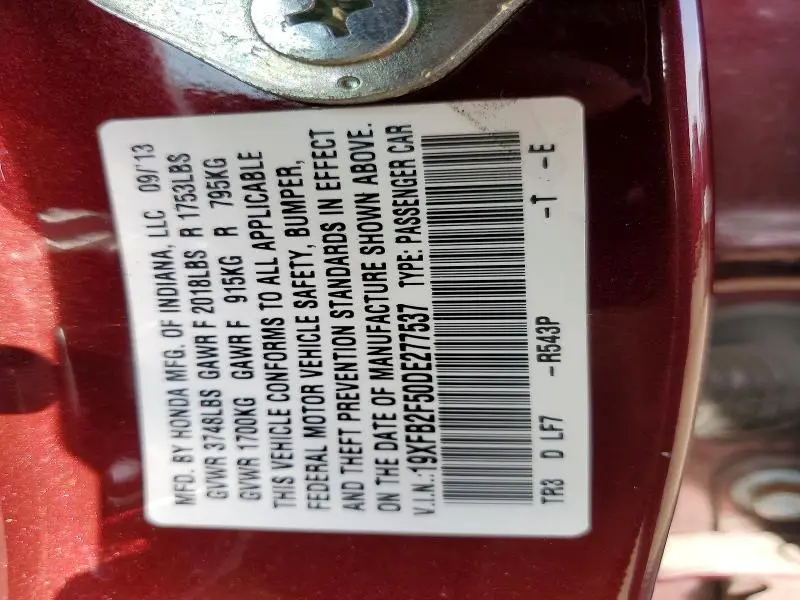 MFD. BY HONDA MFG. OF INDIANA, LLC 09/13
GVWR 3748LBS GAWR F 2018LBS R 1753LBS
GVWR 1700KG GAWR F 915KG R 795KG
THIS VEHICLE CONFORMS TO ALL APPLICABLE
FEDERAL MOTOR VEHICLE SAFETY, BUMPER,
AND THEFT PREVENTION STANDARDS IN EFFECT
ON THE DATE OF MANUFACTURE SHOWN ABOVE.
V.I.N.:19XFB2F50DE277537 TYPE: PASSENGER CAR
TR3 D LF7 -R543P -T -E